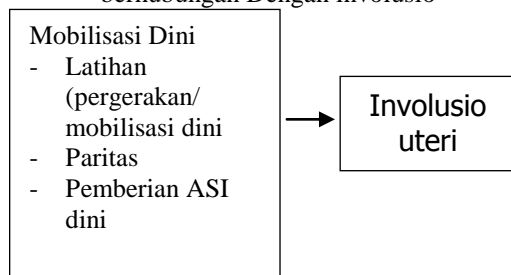 berhubungan Dengan Involusio
Mobilisasi Dini
- Latihan
(pergerakan/
mobilisasi dini
- Paritas
- Pemberian ASI
dini
Involusio
uteri